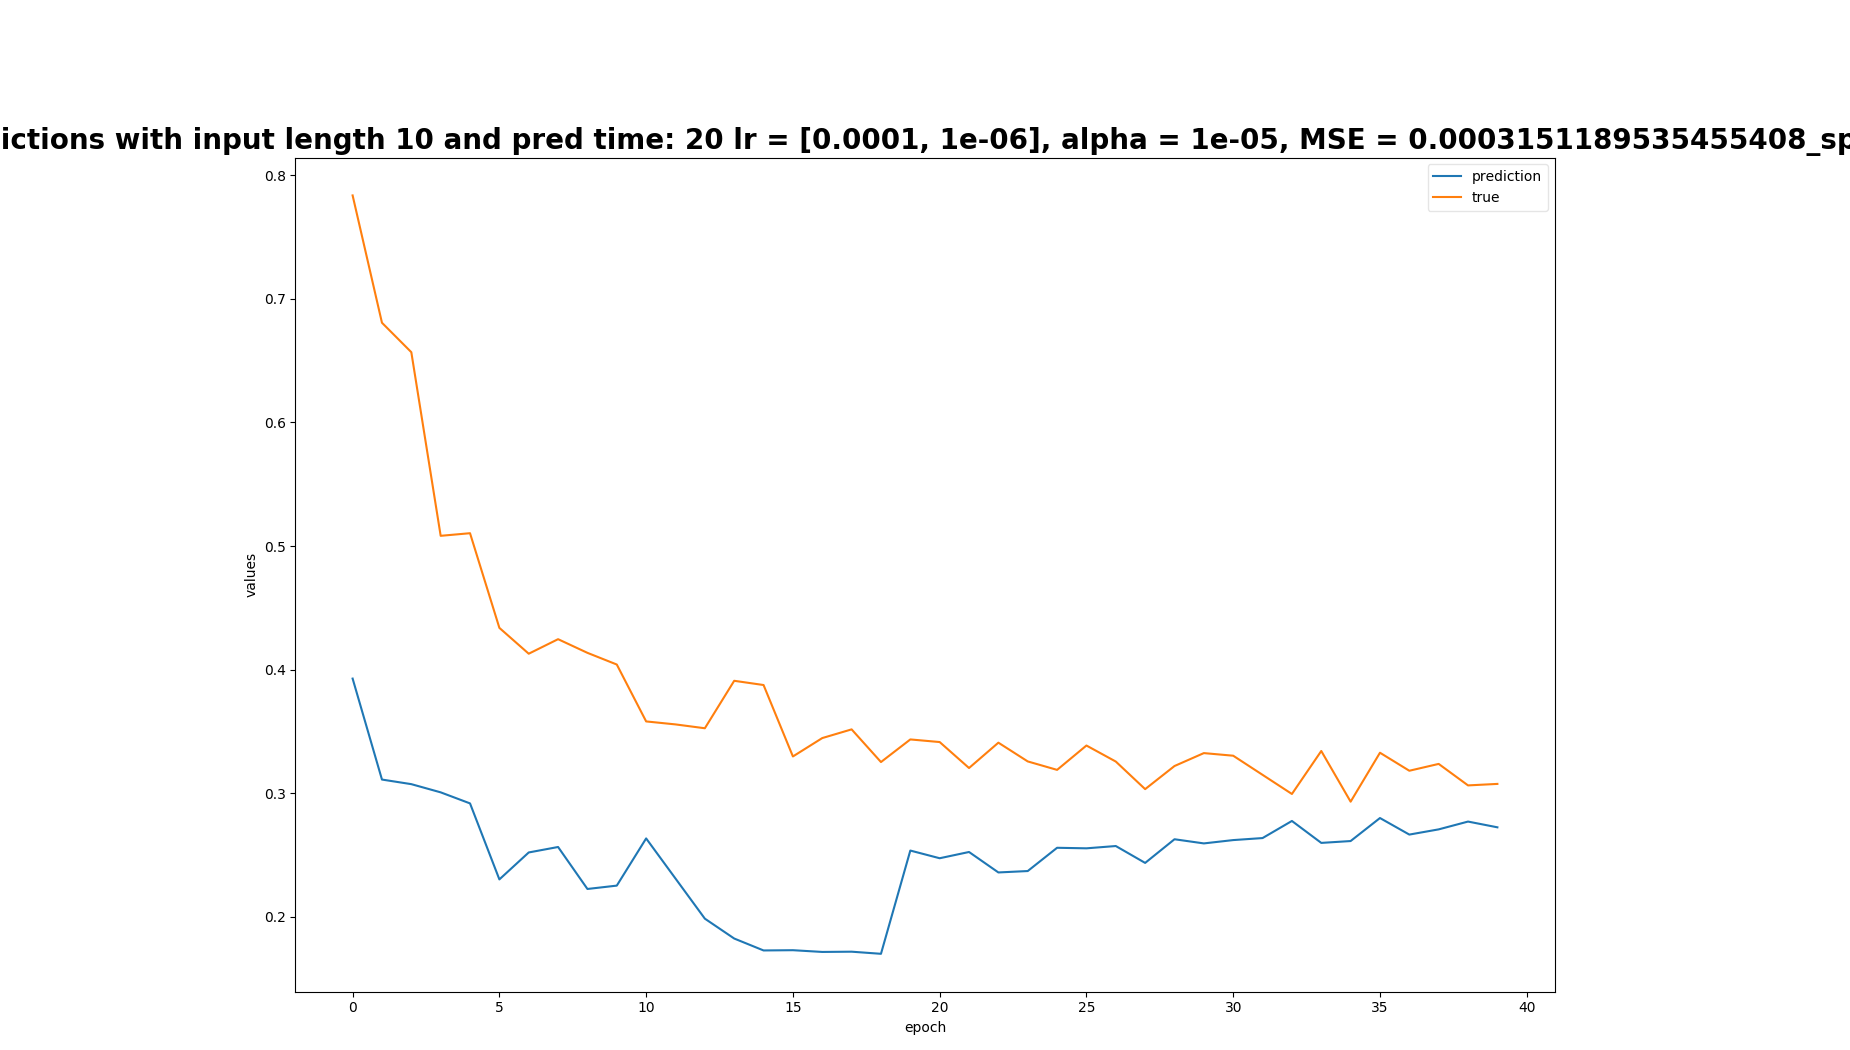 ictions with input length 10 and pred time: 20 lr = [0.0001, 1e-06], alpha = 1e-05, MSE = 0.0003151189535455408_sp
prediction
true
0.8
0.7
0.6
0.5
0.4
0.3
0.2
values
0 5 10 15 20 25 30 35 40
epoch